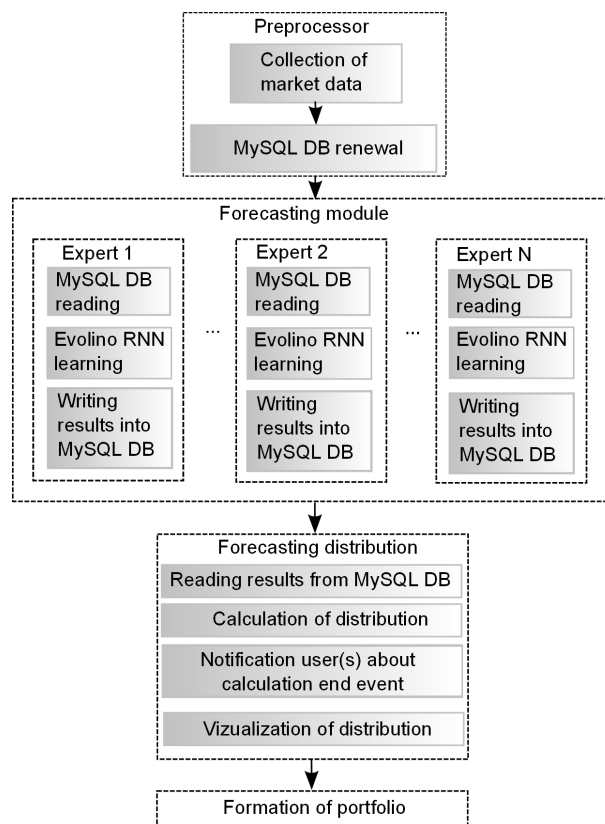 Preprocessor
Collection of
market data
MySQL DB renewal
Forecasting module
Expert 1
MySQL DB
reading
Evolino RNN
learning
Writing
results into
MySQL DB
...
Expert 2
MySQL DB
reading
Evolino RNN
learning
Writing
results into
MySQL DB
...
Expert N
MySQL DB
reading
Evolino RNN
learning
Writing
results into
MySQL DB
Forecasting distribution
Reading results from MySQL DB
Calculation of distribution
Notification user(s) about
calculation end event
Vizualization of distribution
Formation of portfolio